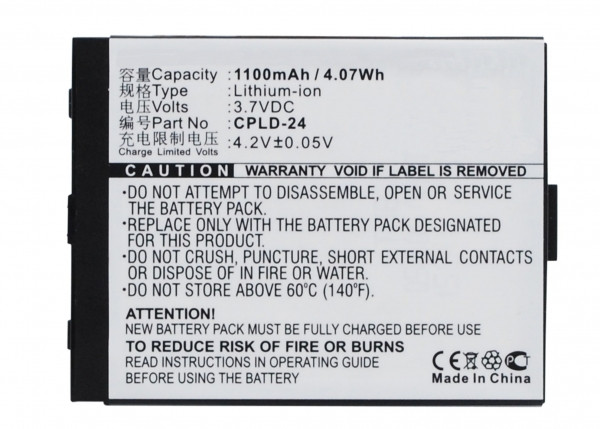 容量Capacity :1100mAh / 4.07Wh
规格Type :Lithium-ion
电压Volts :3.7VDC
编号Part No :CPLD-24
充电限制电压 :4.2V±0.05V
Charge Limited Volts
CAUTION WARRANTY VOID IF LABEL IS REMOVED
•DO NOT ATTEMPT TO DISASSEMBLE, OPEN OR SERVICE
THE BATTERY PACK.
•REPLACE ONLY WITH THE BATTERY PACK DESIGNATED
FOR THIS PRODUCT.
•DO NOT CRUSH, PUNCTURE, SHORT EXTERNAL CONTACTS
OR DISPOSE OF IN FIRE OR WATER.
•DO NOT STORE ABOVE 60℃ (140℉).
ATTENTION!
NEW BATTERY PACK MUST BE FULLY CHARGED BEFORE USE
TO REDUCE RISK OF FIRE OR BURNS
READ INSTRUCTION OR OPERATING GUIDE
SUPPLIED BEFORE USING BATTERY
CE PCT
Made In China